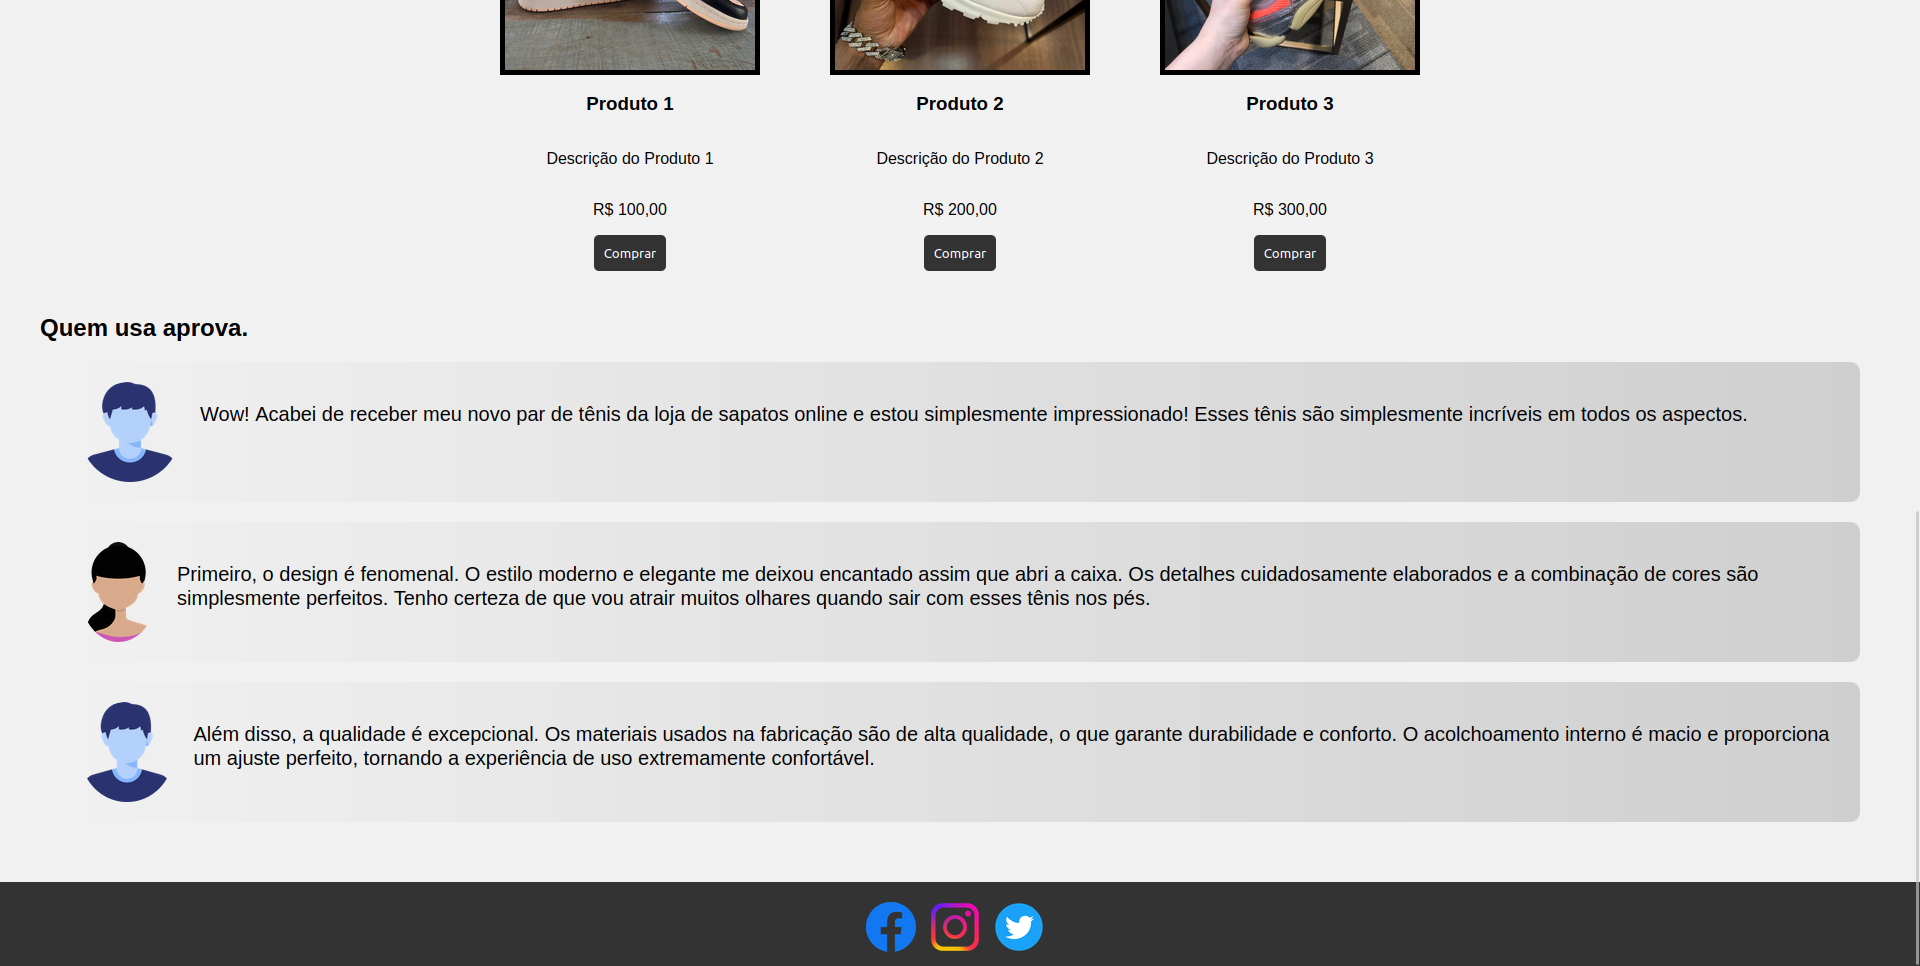 Produto 1 Produto 2 Produto 3
Descrição do Produto 1 Descrição do Produto 2 Descrição do Produto 3
R$ 100,00 R$ 200,00 R$ 300,00
Comprar Comprar Comprar
Quem usa aprova.
Wow! Acabei de receber meu novo par de tênis da loja de sapatos online e estou simplesmente impressionado! Esses tênis são simplesmente incríveis em todos os aspectos.
Primeiro, o design é fenomenal. O estilo moderno e elegante me deixou encantado assim que abri a caixa. Os detalhes cuidadosamente elaborados e a combinação de cores são
simplesmente perfeitos. Tenho certeza de que vou atrair muitos olhares quando sair com esses tênis nos pés.
Além disso, a qualidade é excepcional. Os materiais usados na fabricação são de alta qualidade, o que garante durabilidade e conforto. O acolchoamento interno é macio e proporciona
um ajuste perfeito, tornando a experiência de uso extremamente confortável.